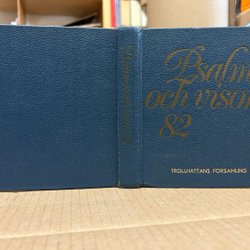 Psalmer
och visor
82
TROLLHÄTTANS FÖRSAMLING